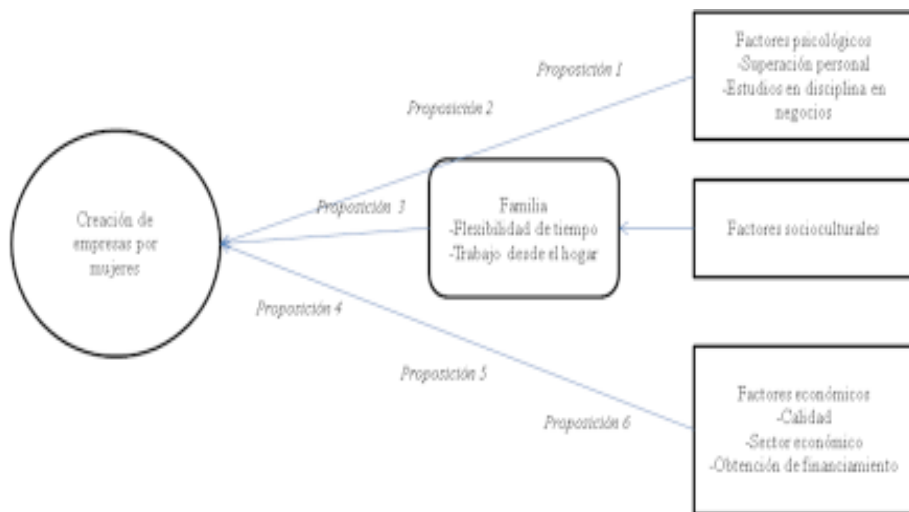 Factores psicológicos
-Superación personal
-Estudios en disciplina en
negocios
Proposición 1
Proposición 2
Creación de
empresas por
mujeres
Proposición 3
Familia
-Flexibilidad de tiempo
-Trabajo desde el hogar
Factores socioculturales
Proposición 4
Proposición 5
Proposición 6
Factores económicos
-Calidad
-Sector económico
-Obtención de financiamiento